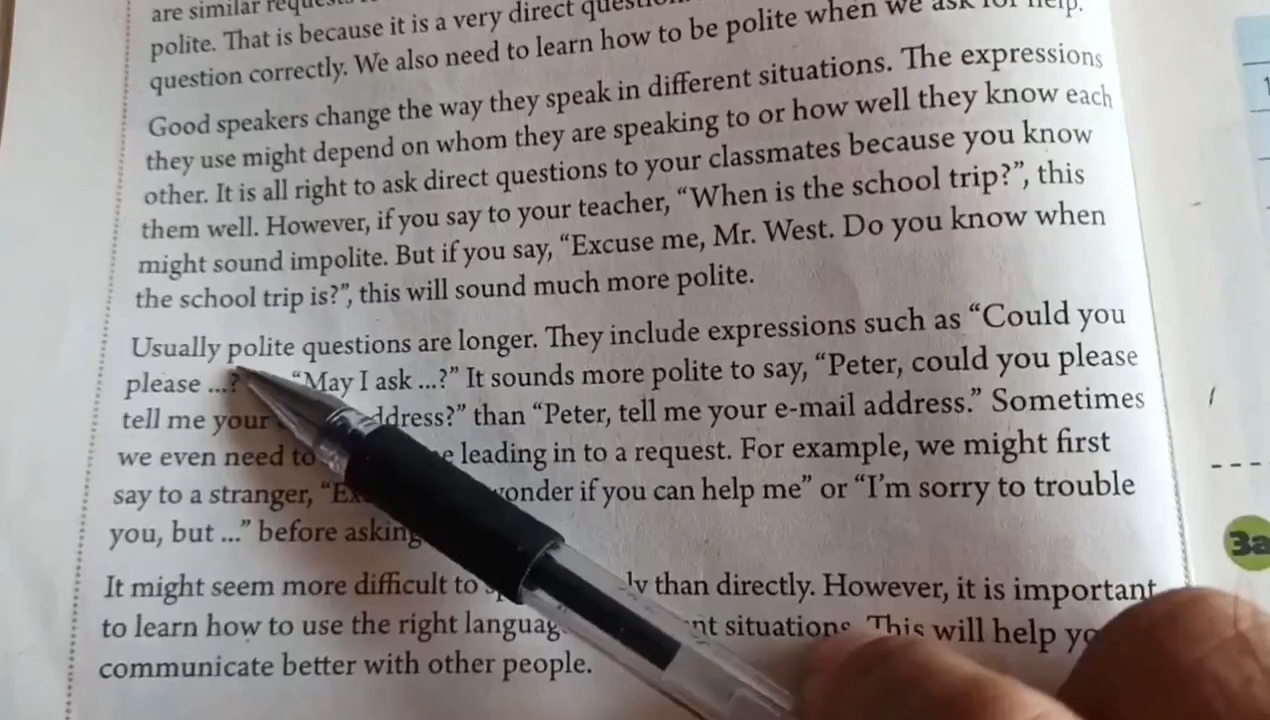 are similar requests
polite. That is because it is a very direct question
question correctly. We also need to learn how to be polite when we ask for help.
Good speakers change the way they speak in different situations. The expressions
they use might depend on whom they are speaking to or how well they know each
other. It is all right to ask direct questions to your classmates because you know
them well. However, if you say to your teacher, “When is the school trip?”, this
might sound impolite. But if you say, “Excuse me, Mr. West. Do you know when
the school trip is?”, this will sound much more polite.
Usually polite questions are longer. They include expressions such as “Could you
please ...?” “May I ask ...?” It sounds more polite to say, “Peter, could you please
tell me your address?” than “Peter, tell me your e-mail address.” Sometimes
we even need to leading in to a request. For example, we might first
say to a stranger, wonder if you can help me” or “I’m sorry to trouble
you, but ...” before asking
It might seem more difficult to than directly. However, it is important
to learn how to use the right language situations. This will help you
communicate better with other people.
3a